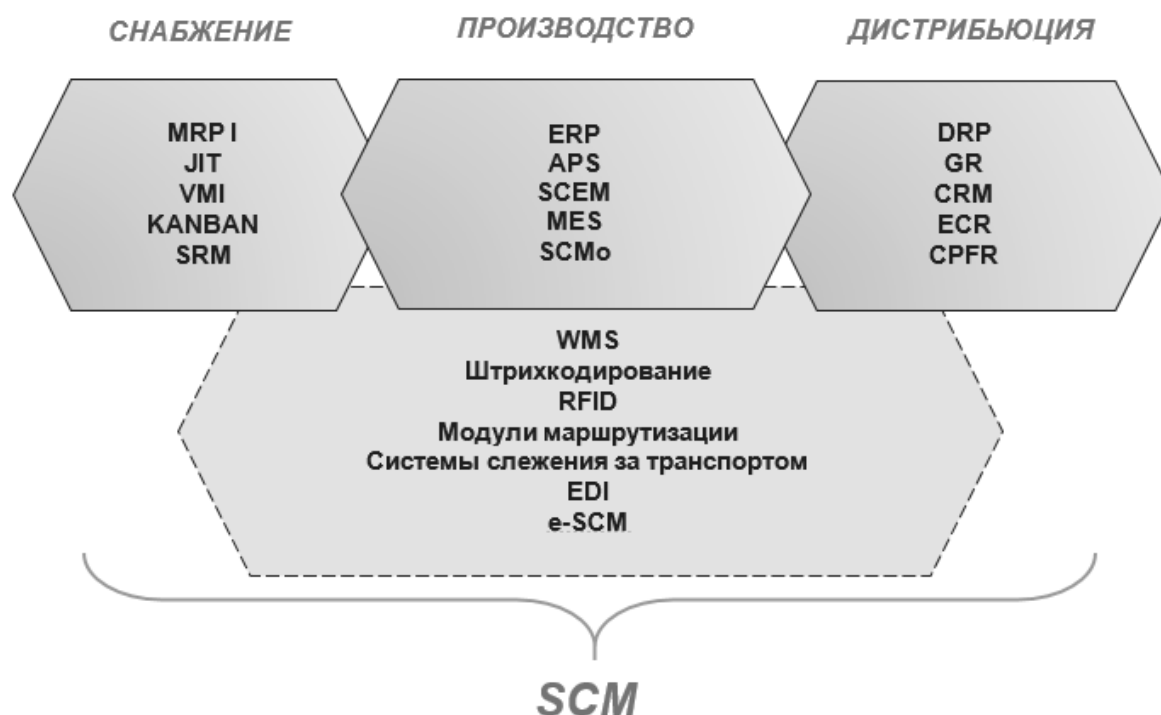 СНАБЖЕНИЕ
ПРОИЗВОДСТВО
ДИСТРИБЬЮЦИЯ
MRP I
JIT
VMI
KANBAN
SRM
ERP
APS
SCEM
MES
SCMo
DRP
GR
CRM
ECR
CPFR
WMS
Штрихкодирование
RFID
Модули маршрутизации
Системы слежения за транспортом
EDI
e-SCM
SCM